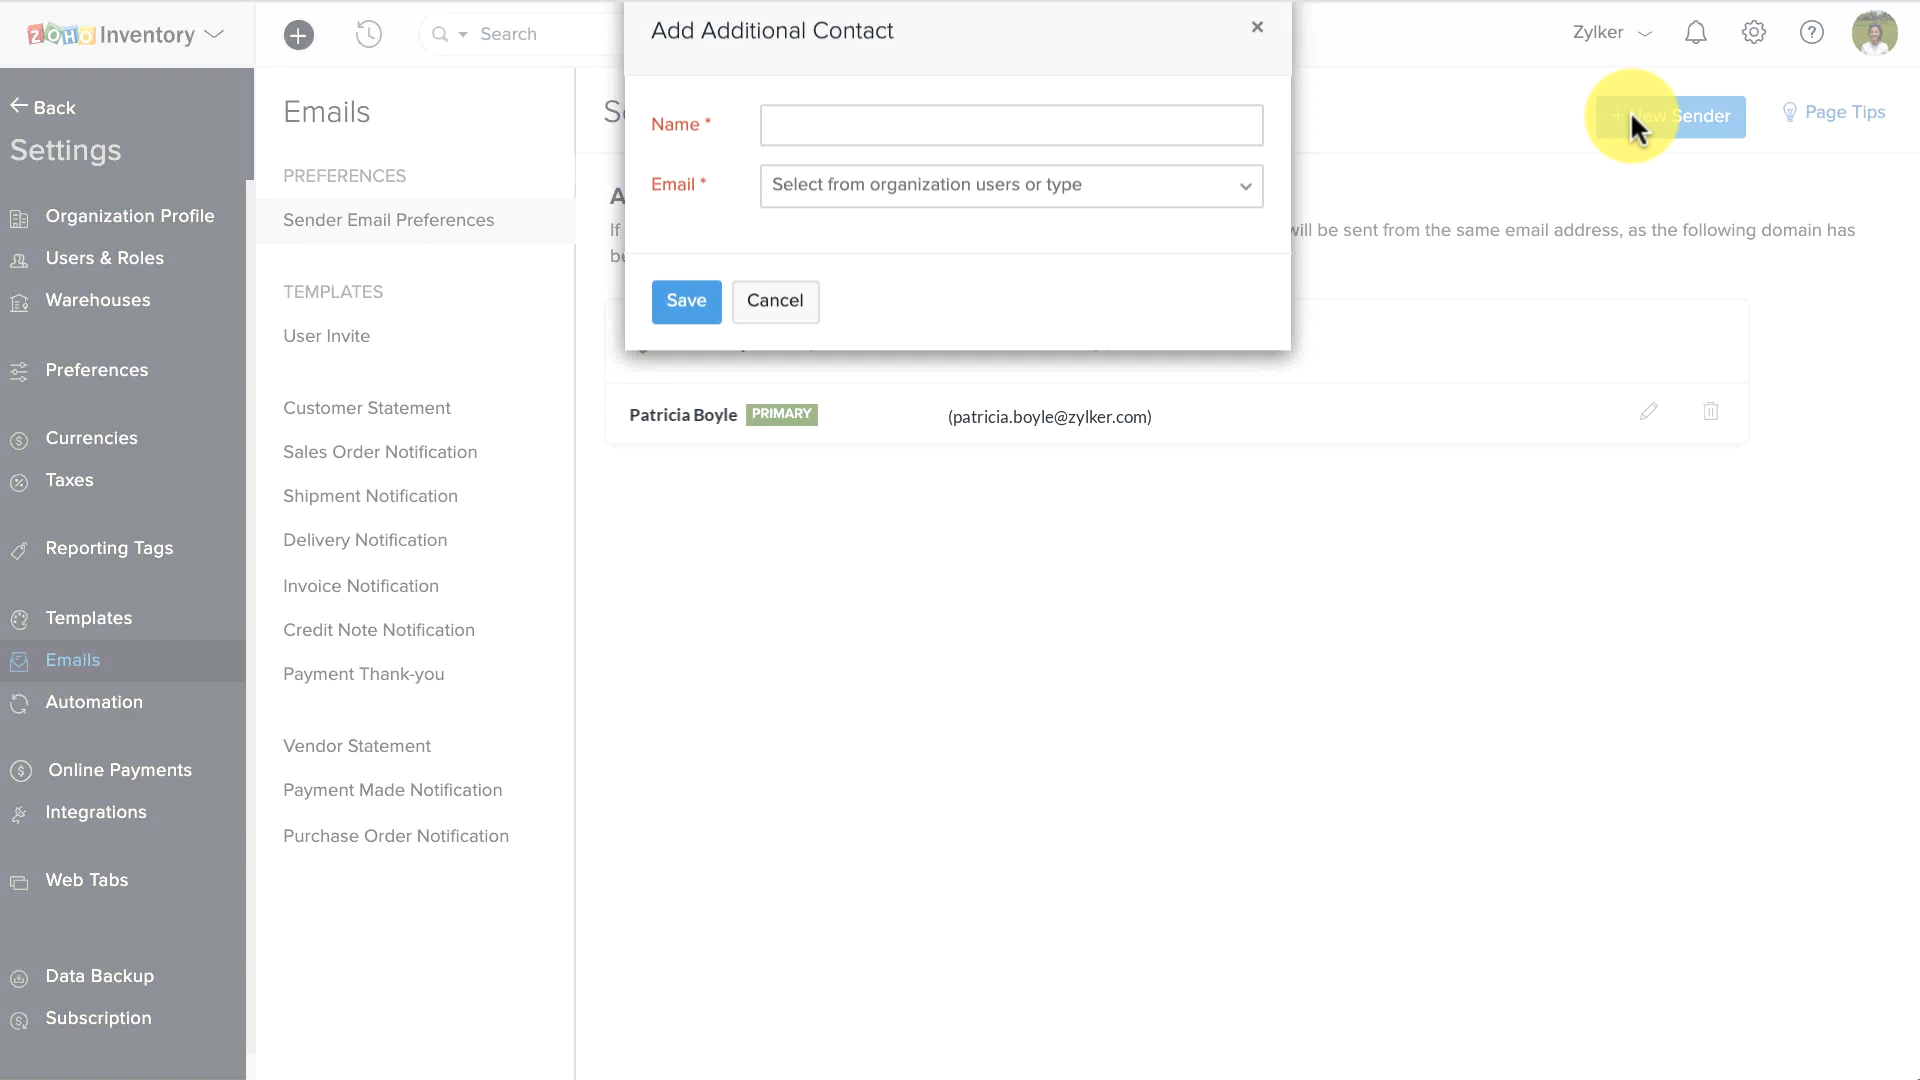 ZOHO Inventory
Search
Add Additional Contact
Zylker
Back
Settings
Organization Profile
Users & Roles
Warehouses
Preferences
Currencies
Taxes
Reporting Tags
Templates
Emails
Automation
Online Payments
Integrations
Web Tabs
Data Backup
Subscription
Emails
PREFERENCES
Sender Email Preferences
TEMPLATES
User Invite
Customer Statement
Sales Order Notification
Shipment Notification
Delivery Notification
Invoice Notification
Credit Note Notification
Payment Thank-you
Vendor Statement
Payment Made Notification
Purchase Order Notification
Name *
Email *
Select from organization users or type
Save
Cancel
+ New Sender
Page Tips
If
will be sent from the same email address, as the following domain has
Patricia Boyle PRIMARY
(patricia.boyle@zylker.com)